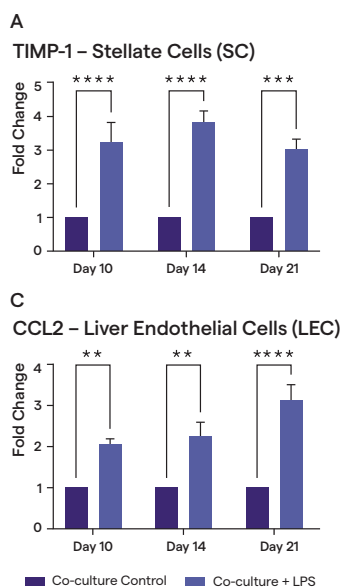 A
TIMP-1 – Stellate Cells (SC)
Fold Change
5
4
3
2
1
0
**** **** ***
Day 10 Day 14 Day 21
C
CCL2 – Liver Endothelial Cells (LEC)
Fold Change
4
3
2
1
0
** ** ****
Day 10 Day 14 Day 21
Co-culture Control Co-culture + LPS